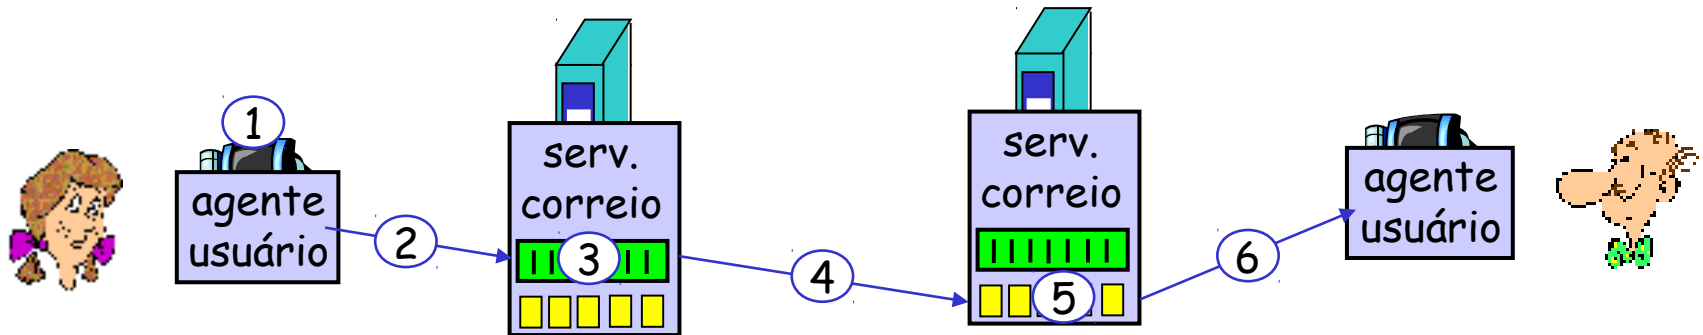 1
agente
usuário
2
serv.
correio
3
4
serv.
correio
5
6
agente
usuário